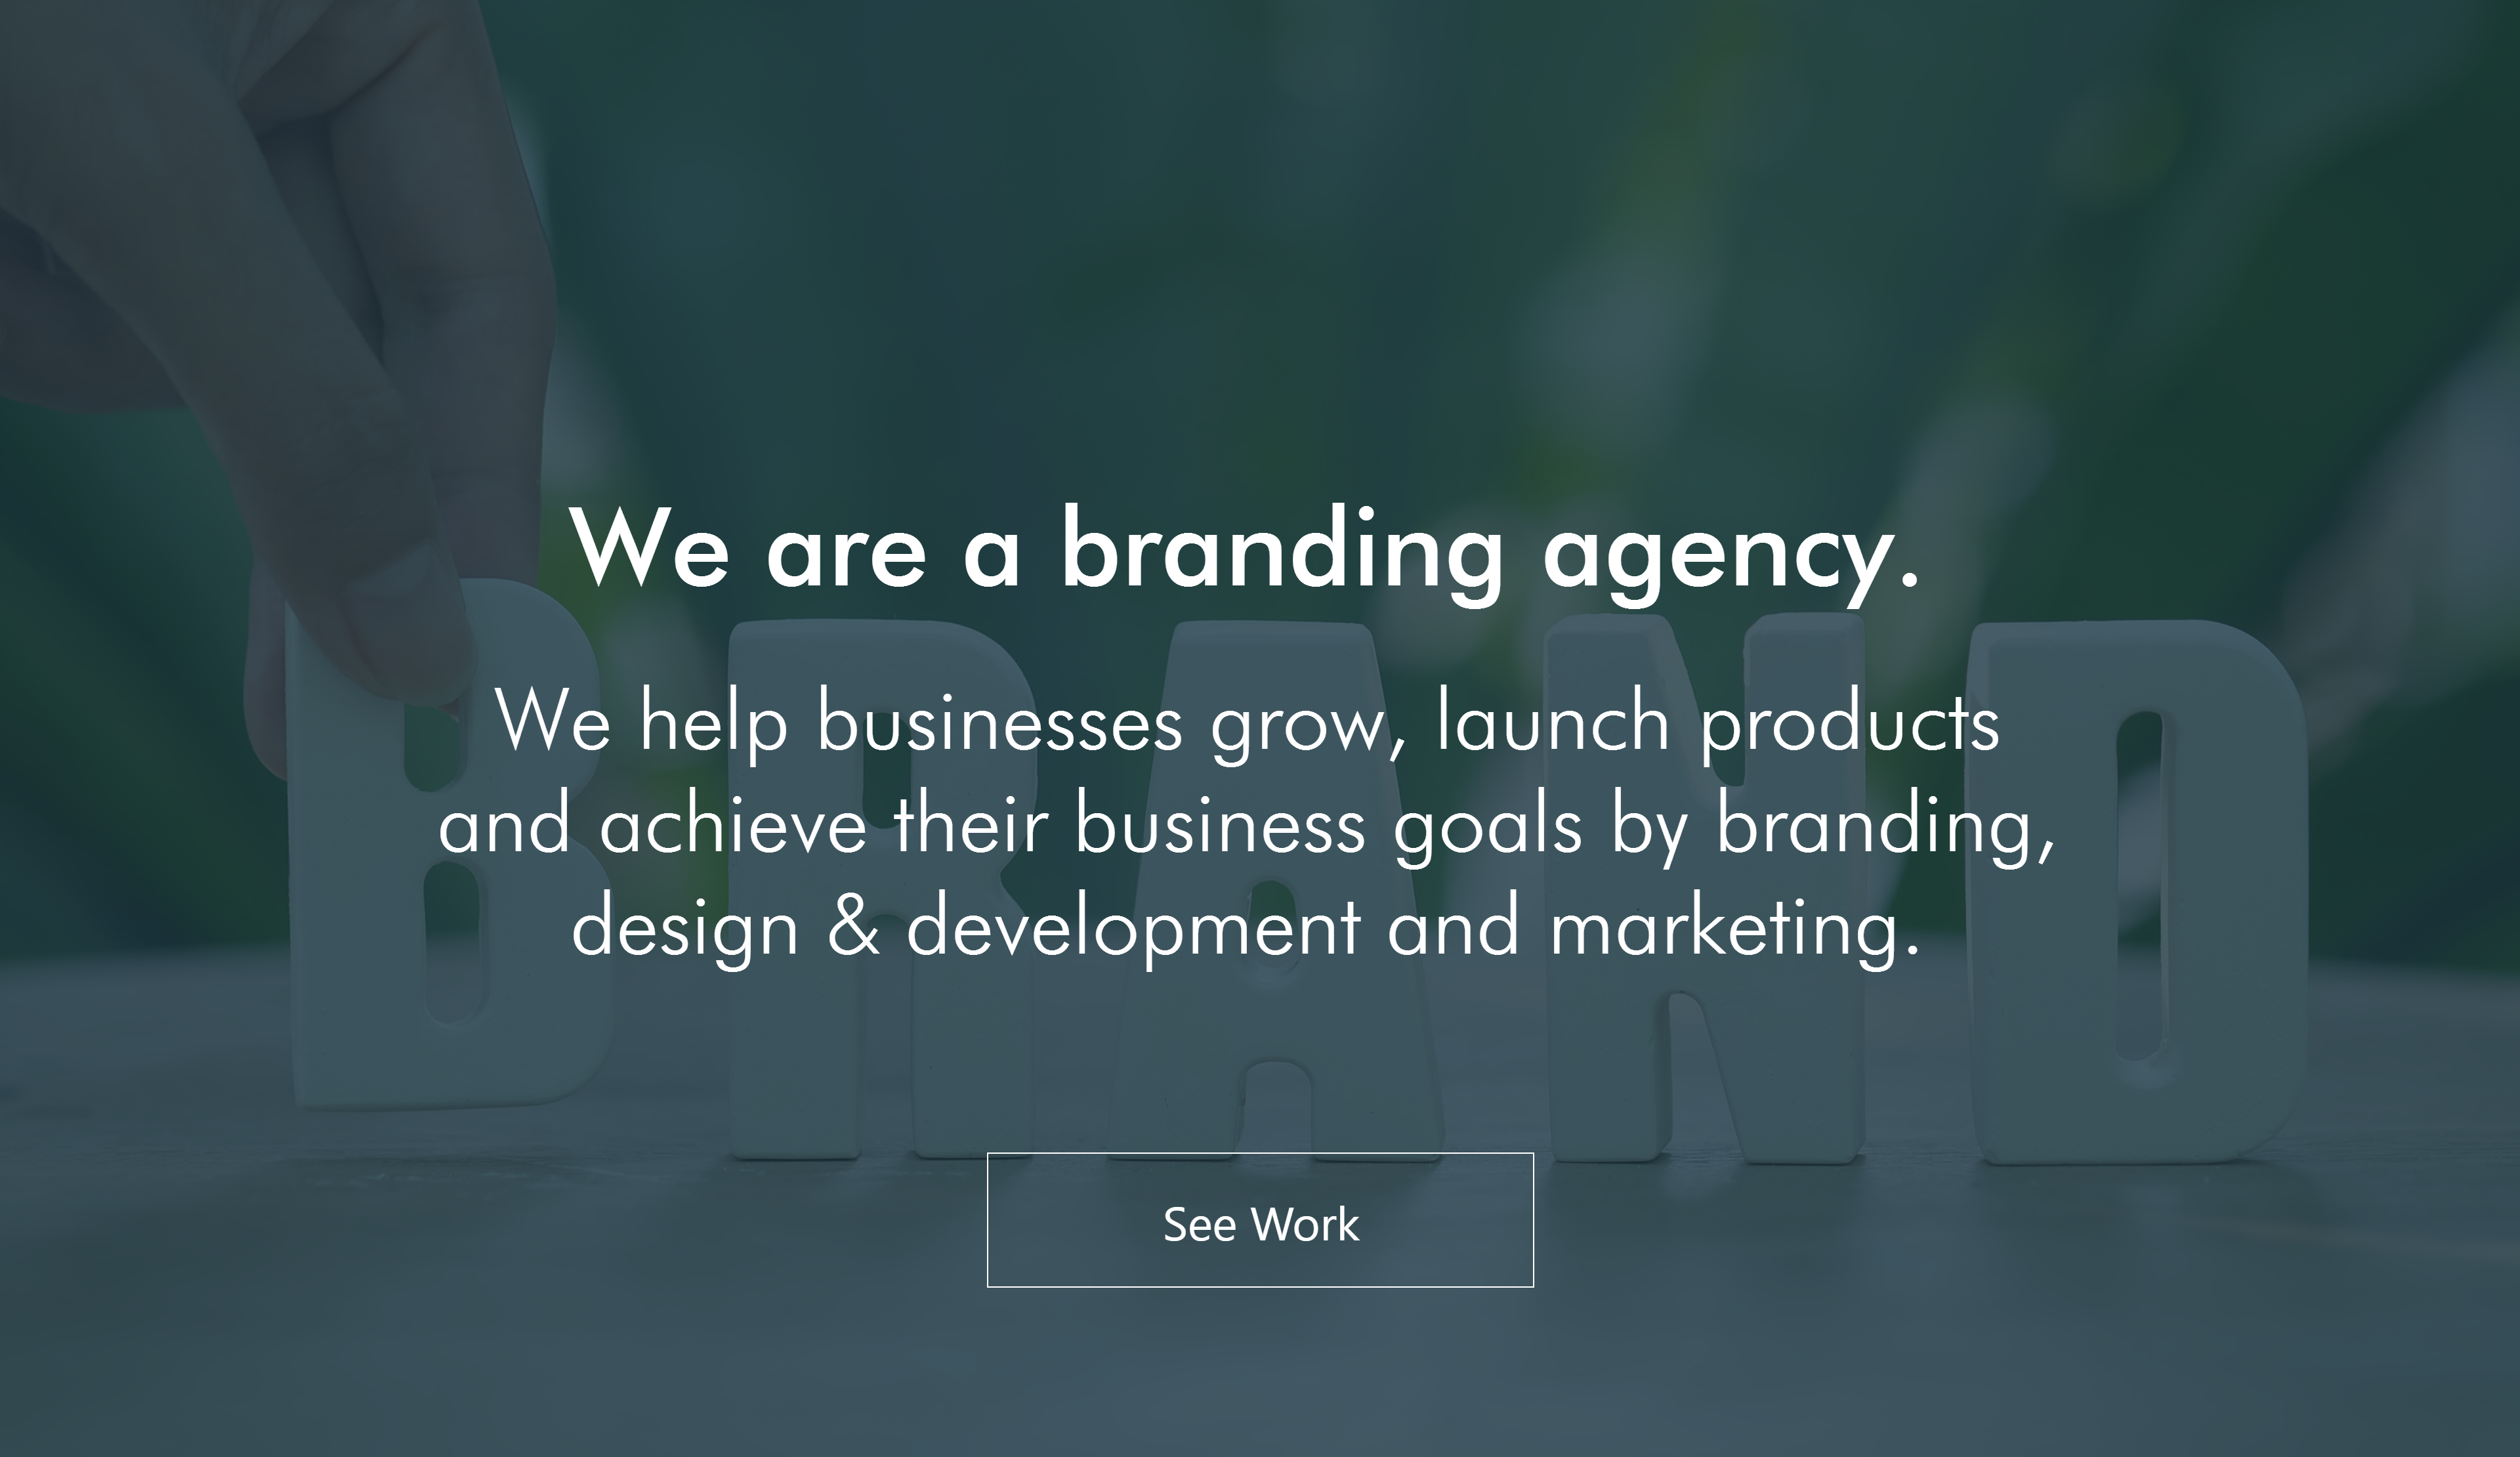 We are a branding agency.
We help businesses grow, launch products
and achieve their business goals by branding,
design & development and marketing.
BRAND
See Work